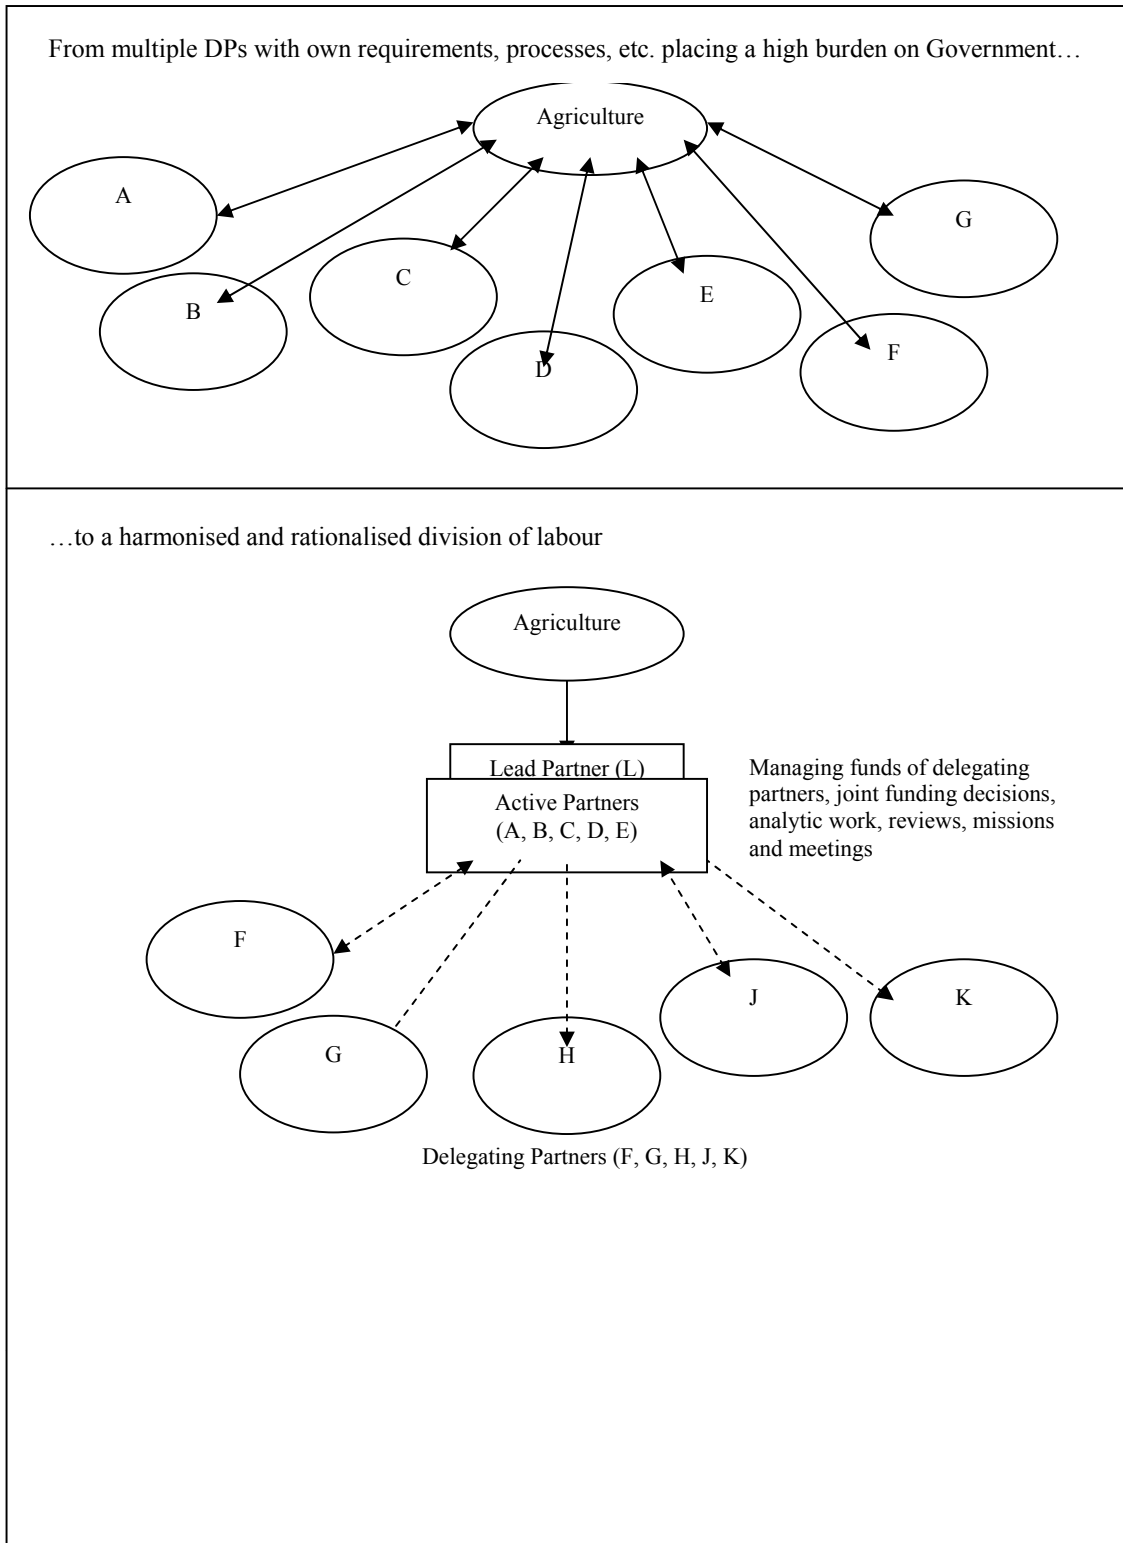 From multiple DPs with own requirements, processes, etc. placing a high burden on Government…
Agriculture
A
B
C
D
E
F
G
…to a harmonised and rationalised division of labour
Agriculture
Lead Partner (L)
Active Partners
(A, B, C, D, E)
Managing funds of delegating
partners, joint funding decisions,
analytic work, reviews, missions
and meetings
F
G
H
J
K
Delegating Partners (F, G, H, J, K)